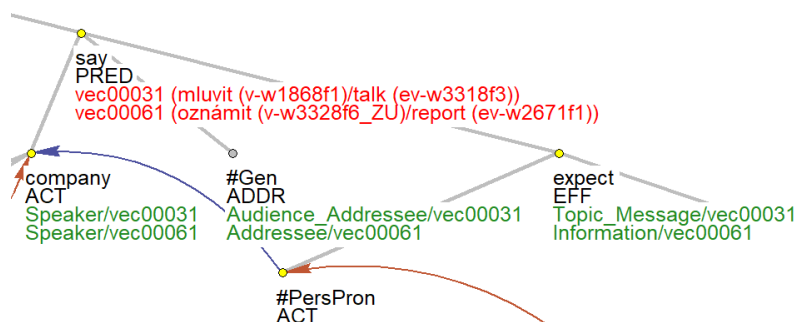 say
PRED
vec00031 (mluvit (v-w1868f1)/talk (ev-w3318f3))
vec00061 (oznámit (v-w3328f6_ZU)/report (ev-w2671f1))
company
ACT
Speaker/vec00031
Speaker/vec00061
#Gen
ADDR
Audience_Addressee/vec00031
Addressee/vec00061
expect
EFF
Topic_Message/vec00031
Information/vec00061
#PersPron
ACT